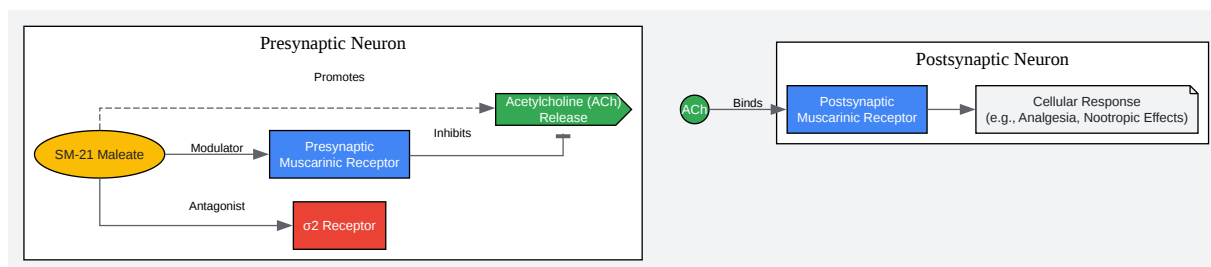 Presynaptic Neuron
Promotes
Acetylcholine (ACh)
Release
Inhibits
SM-21 Maleate
Modulator
Presynaptic
Muscarinic Receptor
Antagonist
σ2 Receptor
Postsynaptic Neuron
ACh
Binds
Postsynaptic
Muscarinic Receptor
Cellular Response
(e.g., Analgesia, Nootropic Effects)